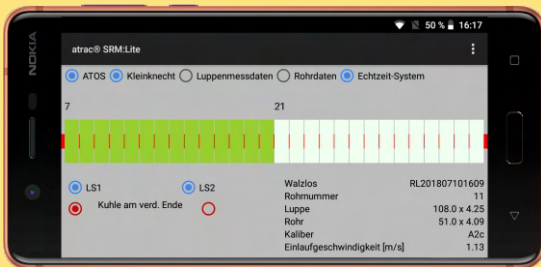 50 % 16:17
NOKIA
atrac® SRM:Lite
ATOS Kleinknecht Luppenmessdaten Rohrdaten Echtzeit-System
7 21
LS1 LS2
Kuhle am verd. Ende
Walzlos RL201807101609
Rohrnummer 11
Luppe 108.0 x 4.25
Rohr 51.0 x 4.09
Kaliber A2c
Einlaufgeschwindigkeit [m/s] 1.13